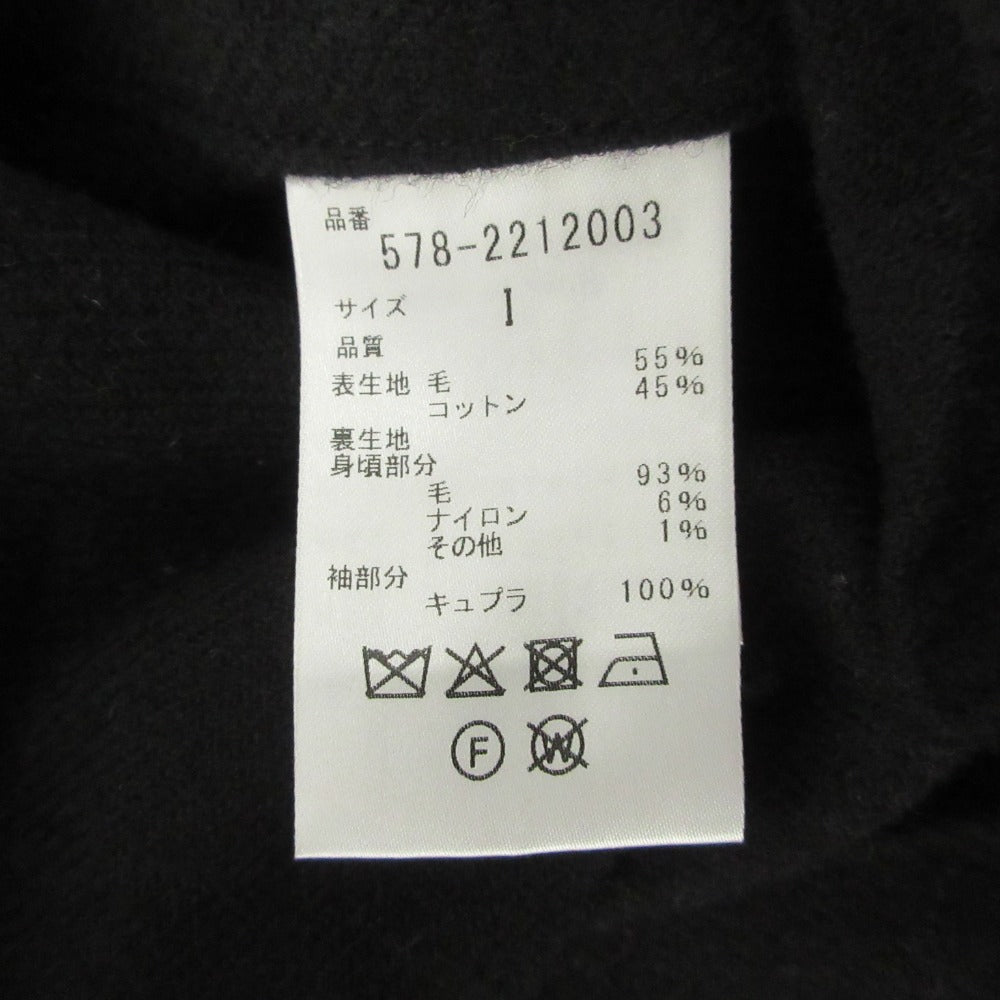 品番 578-2212003
サイズ I
品質
表生地 毛 55%
コットン 45%
裏生地
身頃部分
毛 93%
ナイロン 6%
その他 1%
袖部分
キュプラ 100%
F W